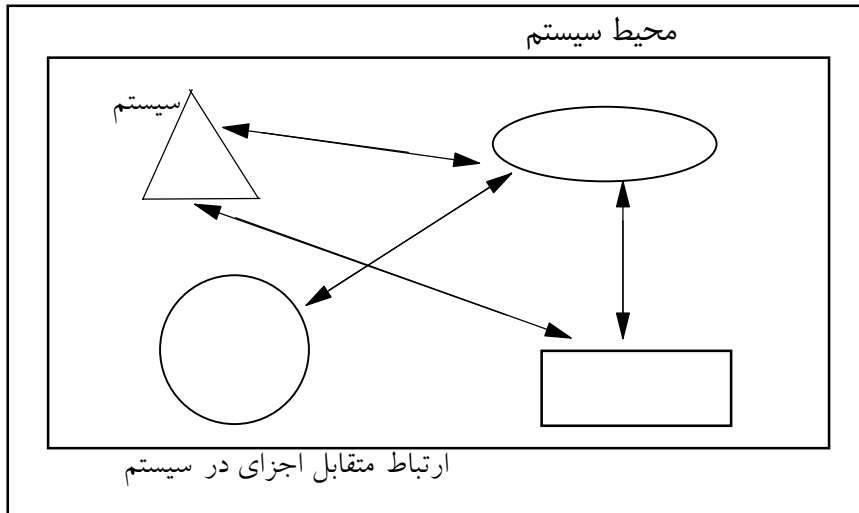 محیط سیستم
سیستم
ارتباط متقابل اجزای در سیستم